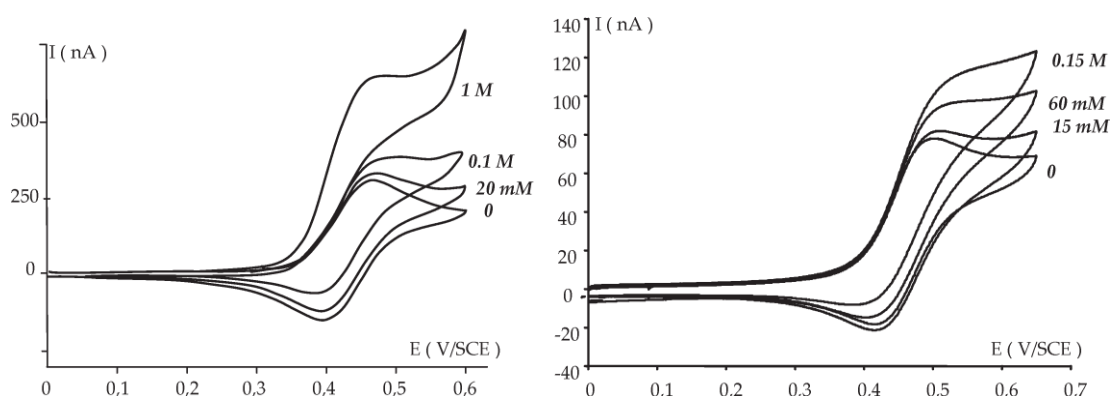 I ( nA )
500
250
0
1 M
0.1 M
20 mM
0
E ( V/SCE )
0 0,1 0,2 0,3 0,4 0,5 0,6
140 I ( nA )
120
100
80
60
40
20
0
-20
-40
0.15 M
60 mM
15 mM
0
E ( V/SCE )
0 0,1 0,2 0,3 0,4 0,5 0,6 0,7